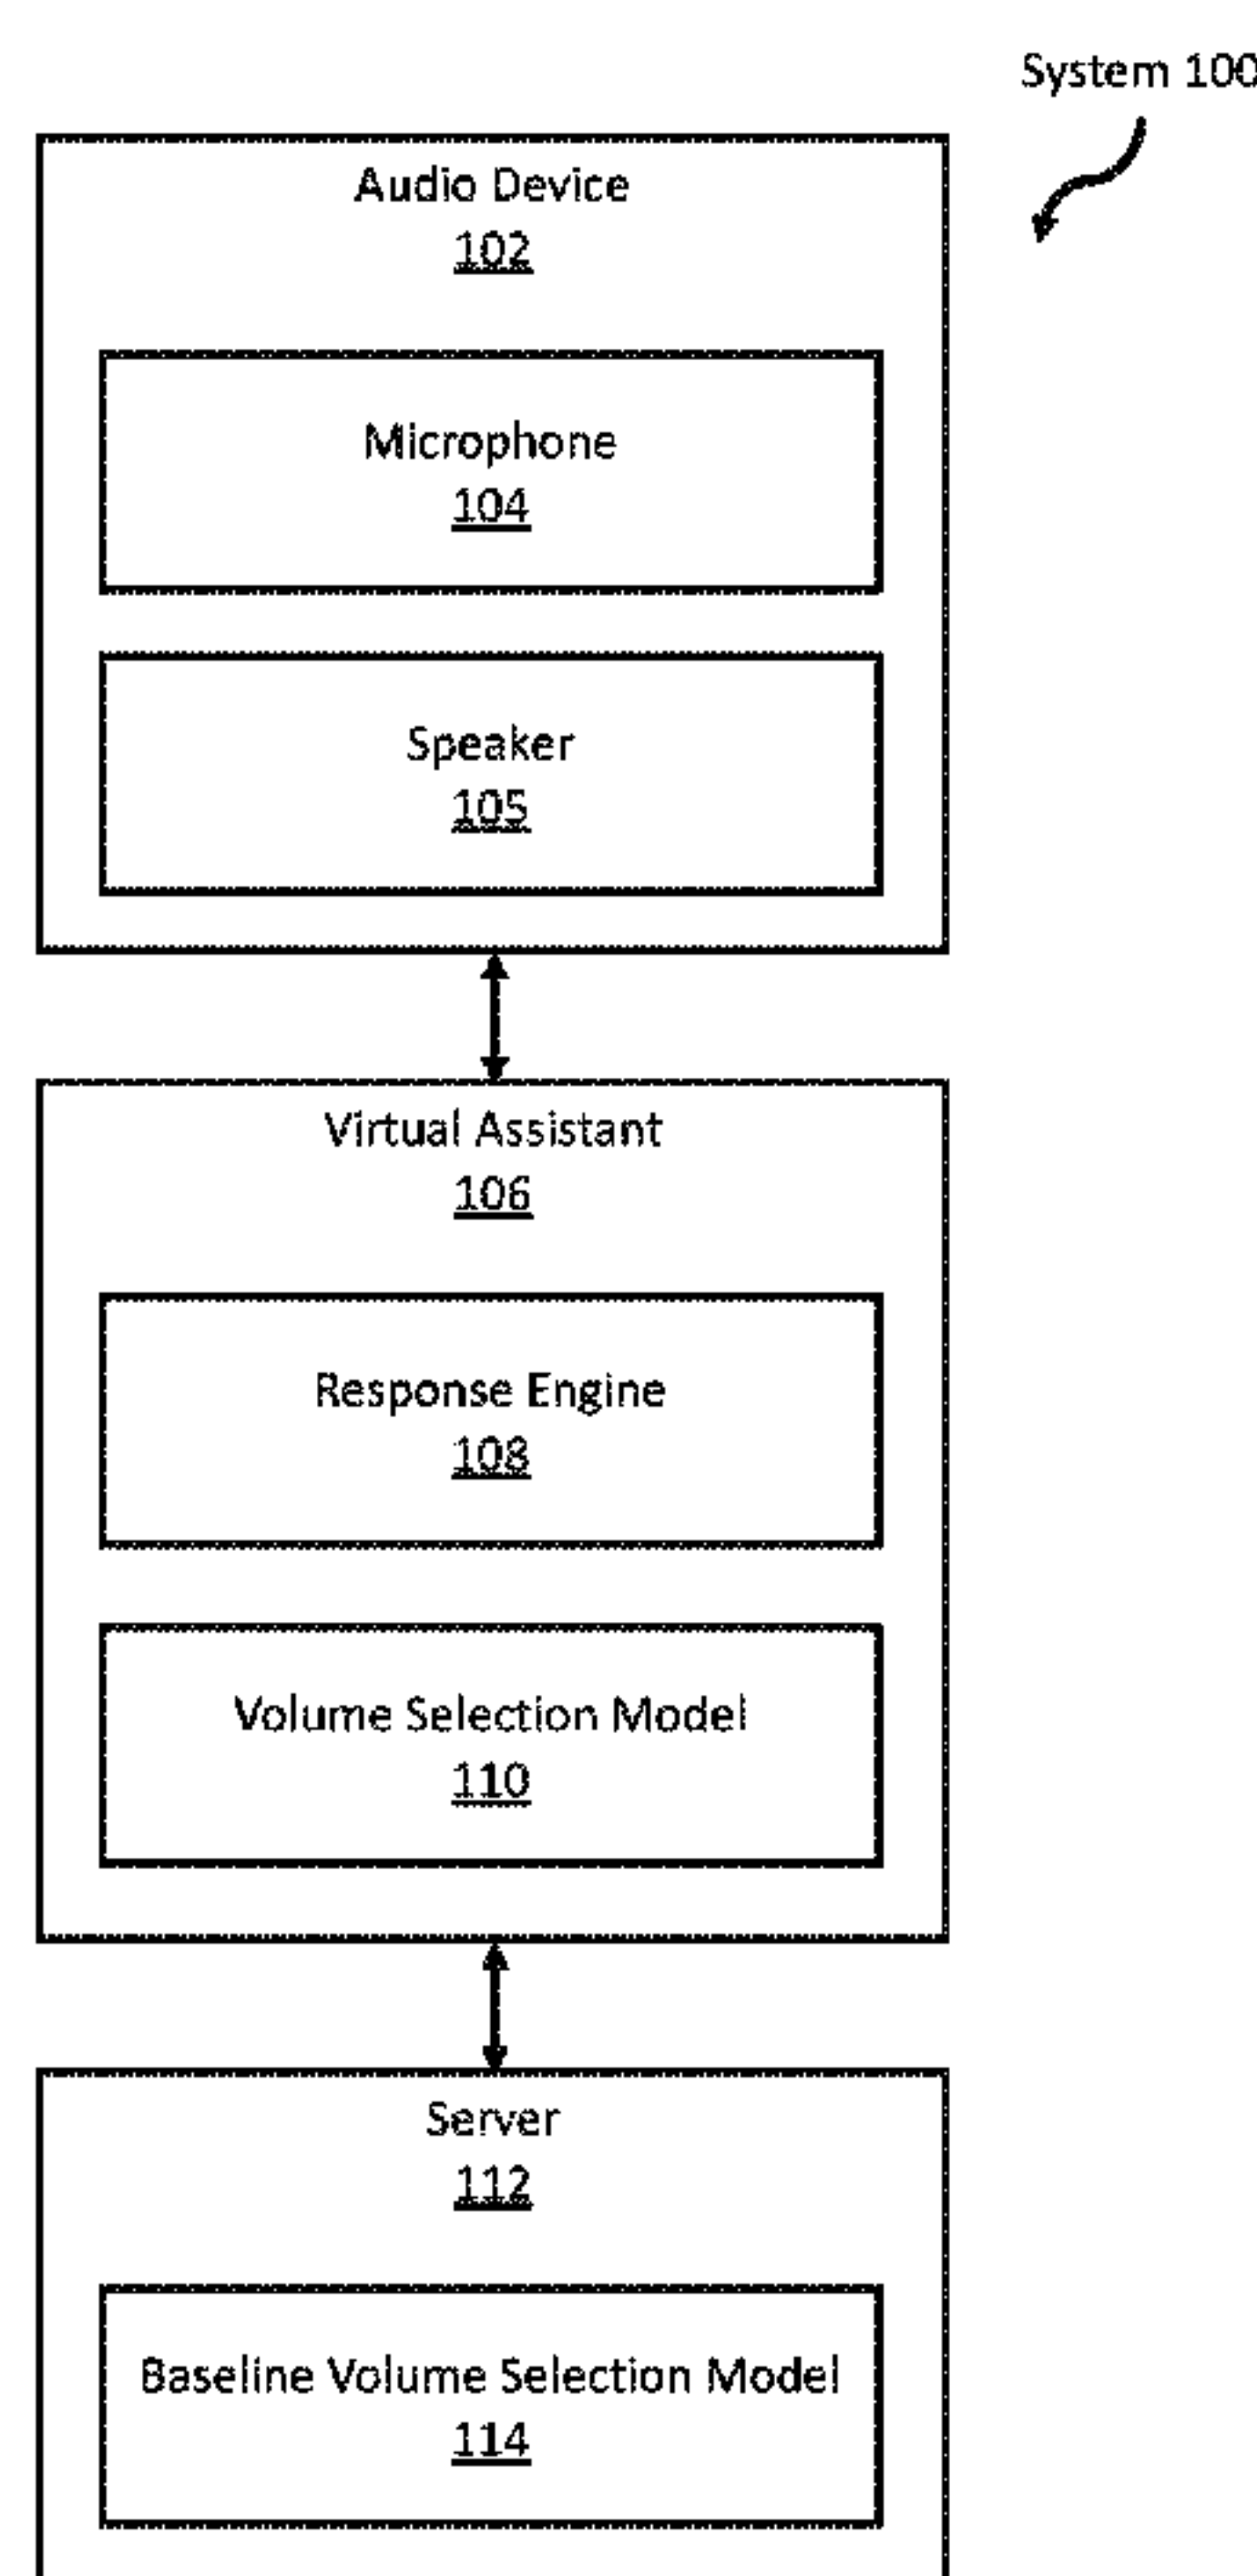 System 100
Audio Device
102
Microphone
104
Speaker
105
Virtual Assistant
106
Response Engine
108
Volume Selection Model
110
Server
112
Baseline Volume Selection Model
114